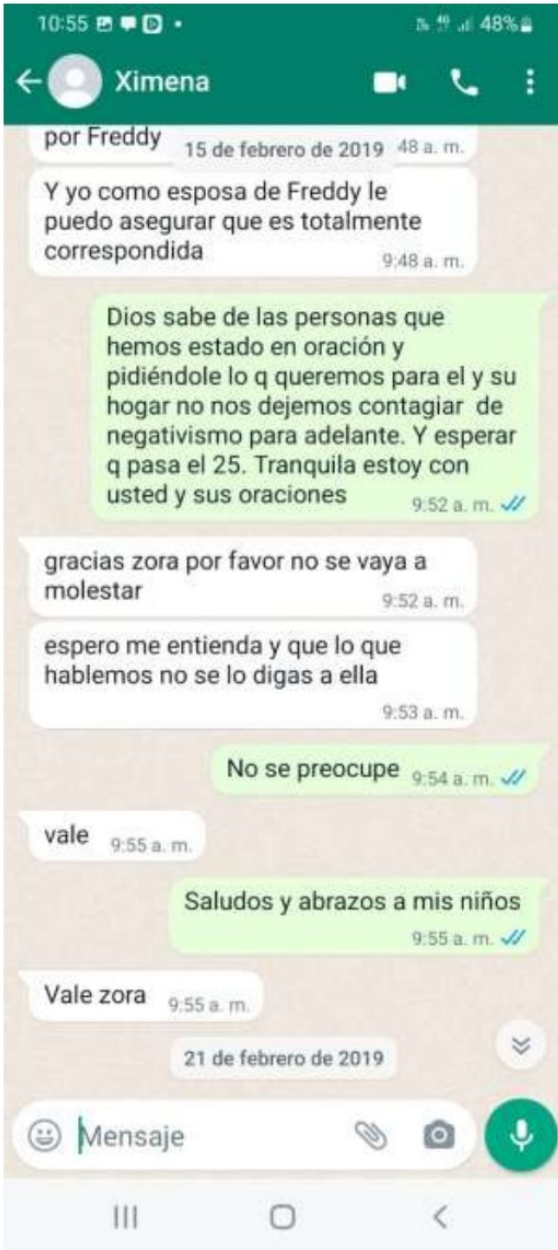 10:55 48%
Ximena
por Freddy 48 a. m.
15 de febrero de 2019
Y yo como esposa de Freddy le
puedo asegurar que es totalmente
correspondida
9:48 a. m.
Dios sabe de las personas que
hemos estado en oración y
pidiéndole lo q queremos para el y su
hogar no nos dejemos contagiar de
negativismo para adelante. Y esperar
q pasa el 25. Tranquila estoy con
usted y sus oraciones
9:52 a. m.
gracias zora por favor no se vaya a
molestar
9:52 a. m.
espero me entienda y que lo que
hablemos no se lo digas a ella
9:53 a. m.
No se preocupe 9:54 a. m.
vale 9:55 a. m.
Saludos y abrazos a mis niños
9:55 a. m.
Vale zora 9:55 a. m.
21 de febrero de 2019
Mensaje